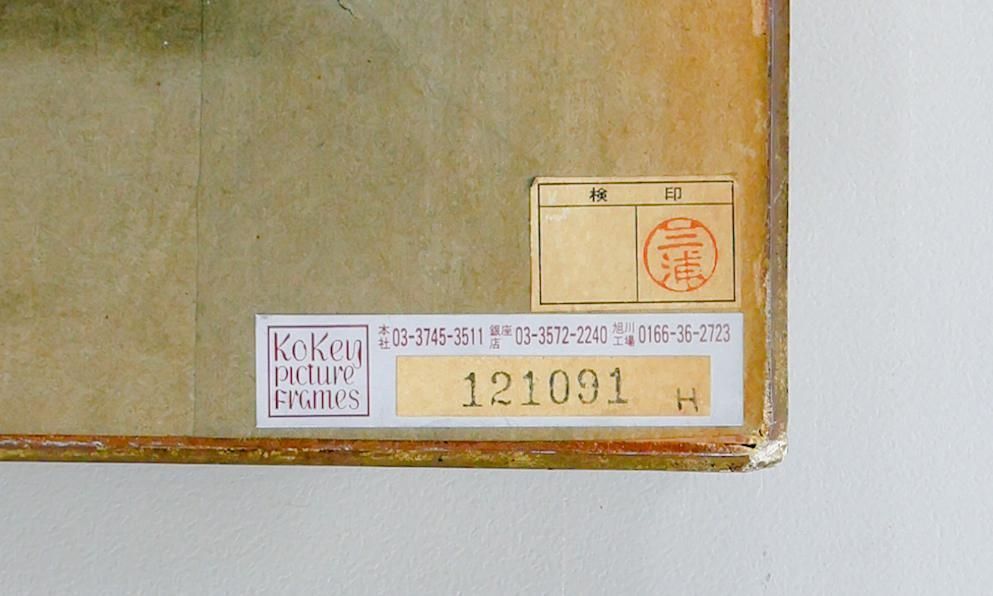 検 印
三浦
KoKey
picture
Frames
本社 03-3745-3511 銀座店 03-3572-2240 旭川工場 0166-36-2723
121091 H